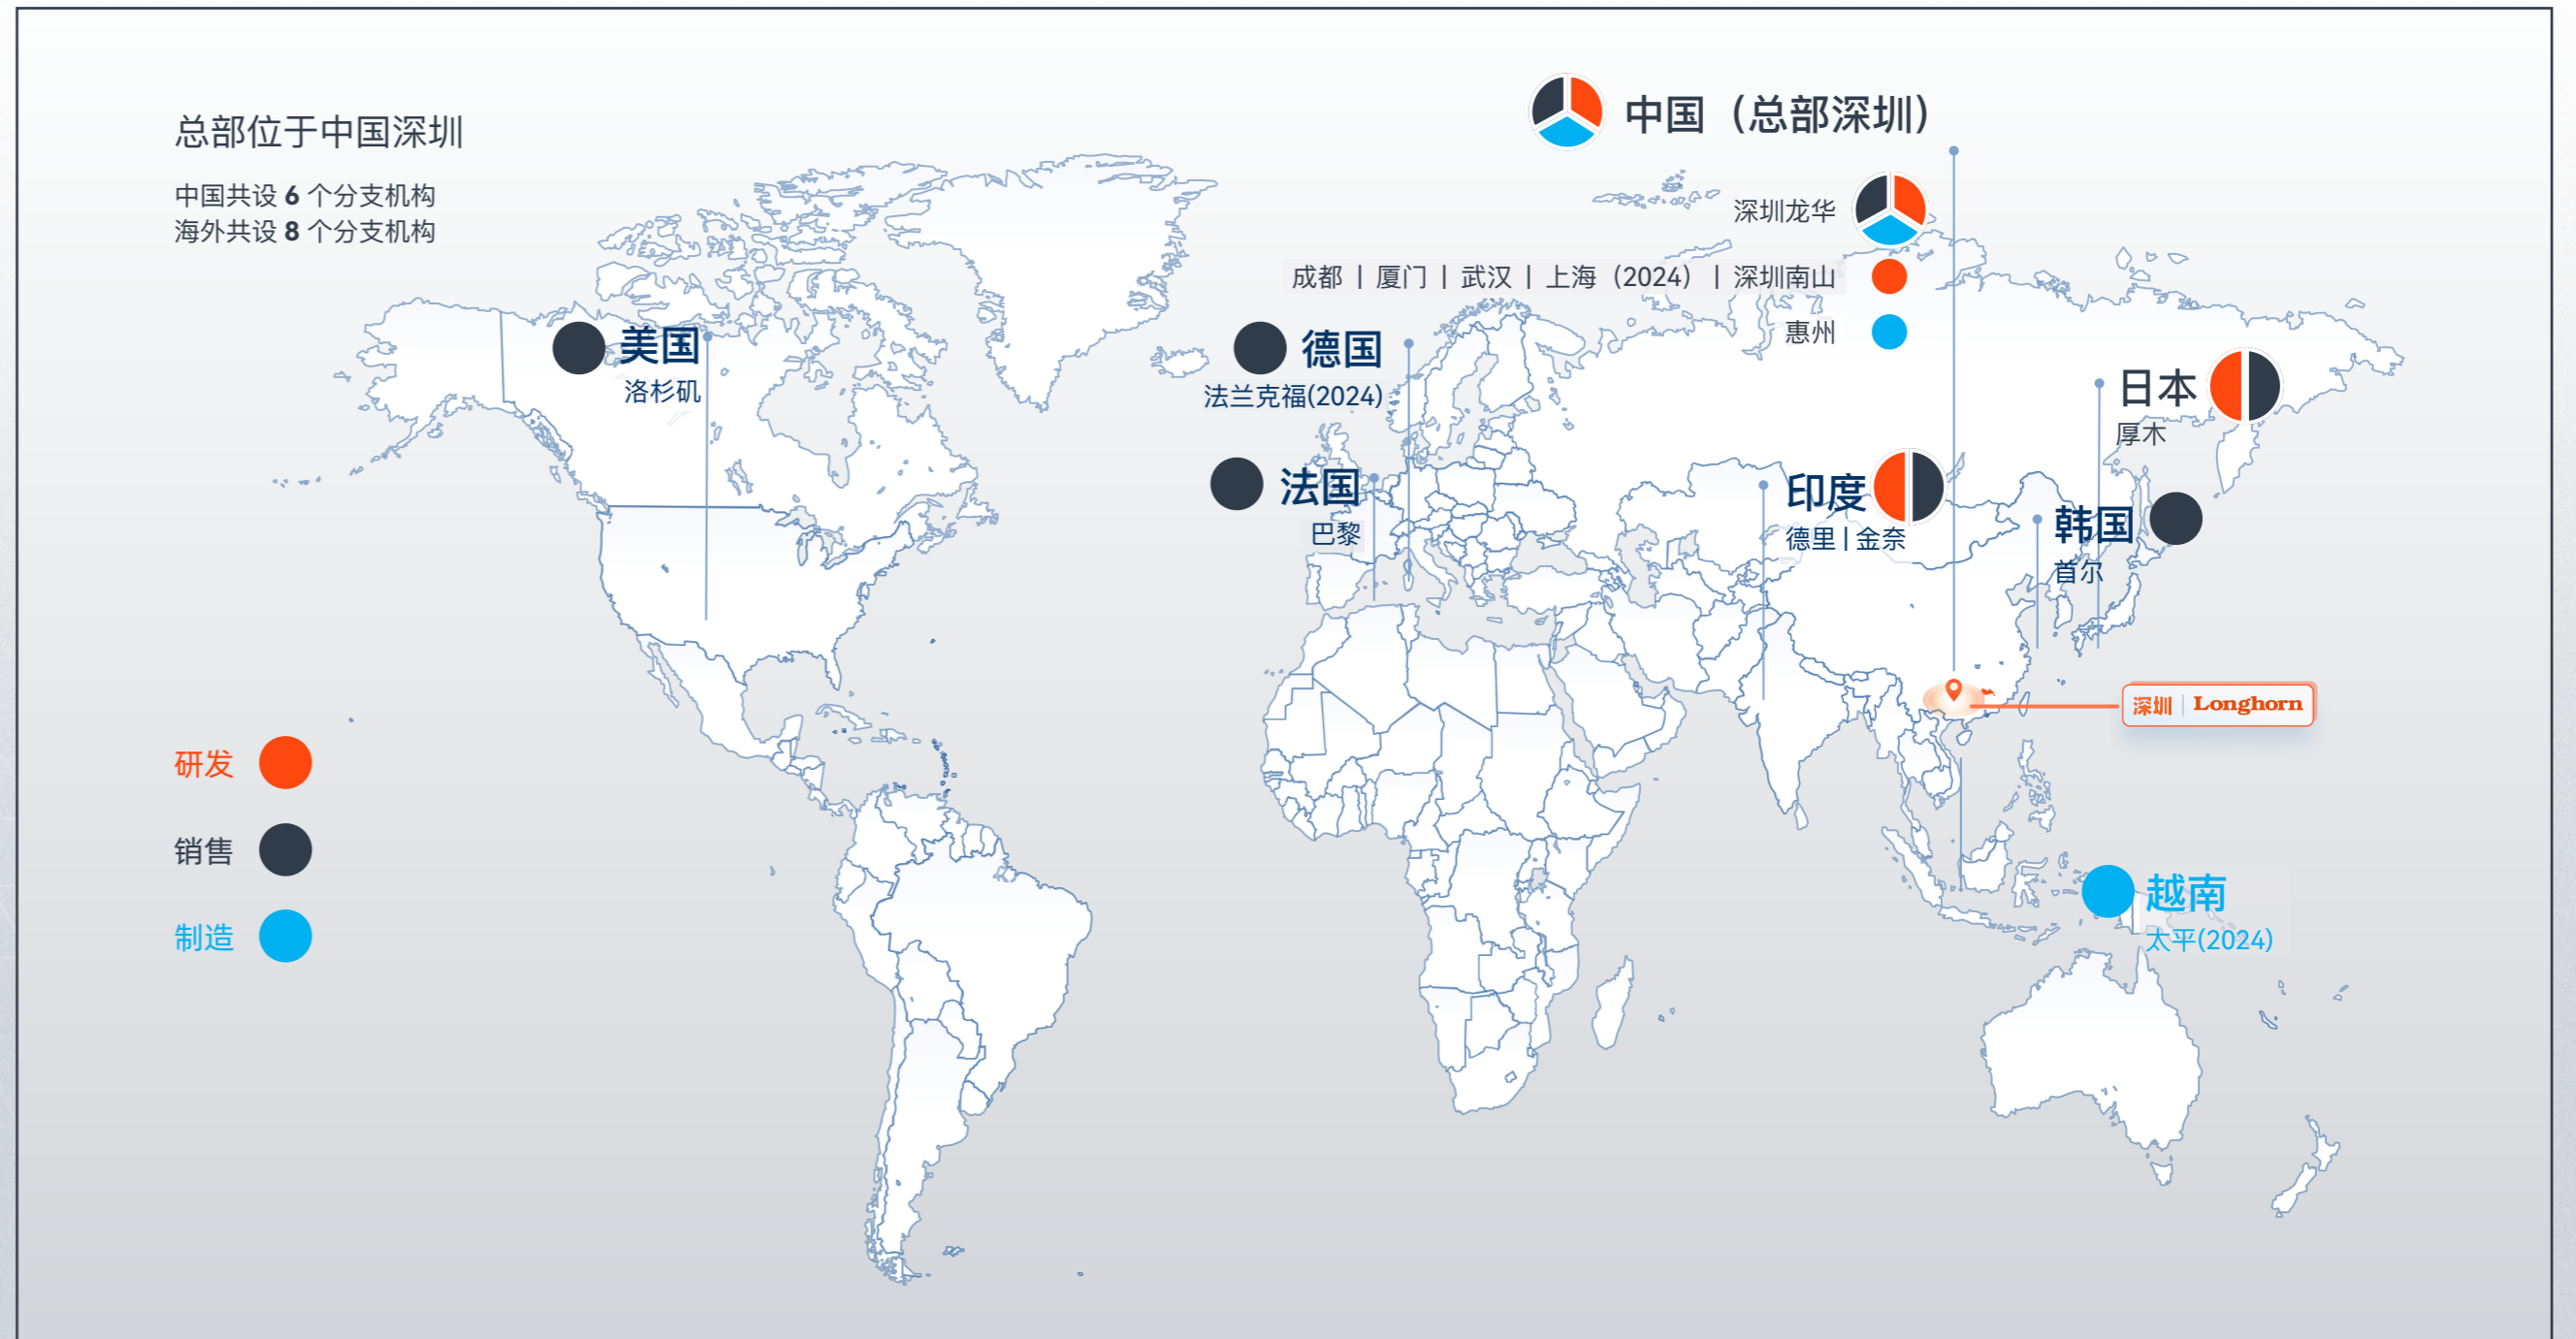 总部位于中国深圳
中国共设 6 个分支机构
海外共设 8 个分支机构
中国（总部深圳）
深圳龙华
成都 | 厦门 | 武汉 | 上海（2024） | 深圳南山
惠州
美国
洛杉矶
德国
法兰克福(2024)
法国
巴黎
日本
厚木
印度
德里 | 金奈
韩国
首尔
深圳 | Longhorn
越南
太平(2024)
研发
销售
制造